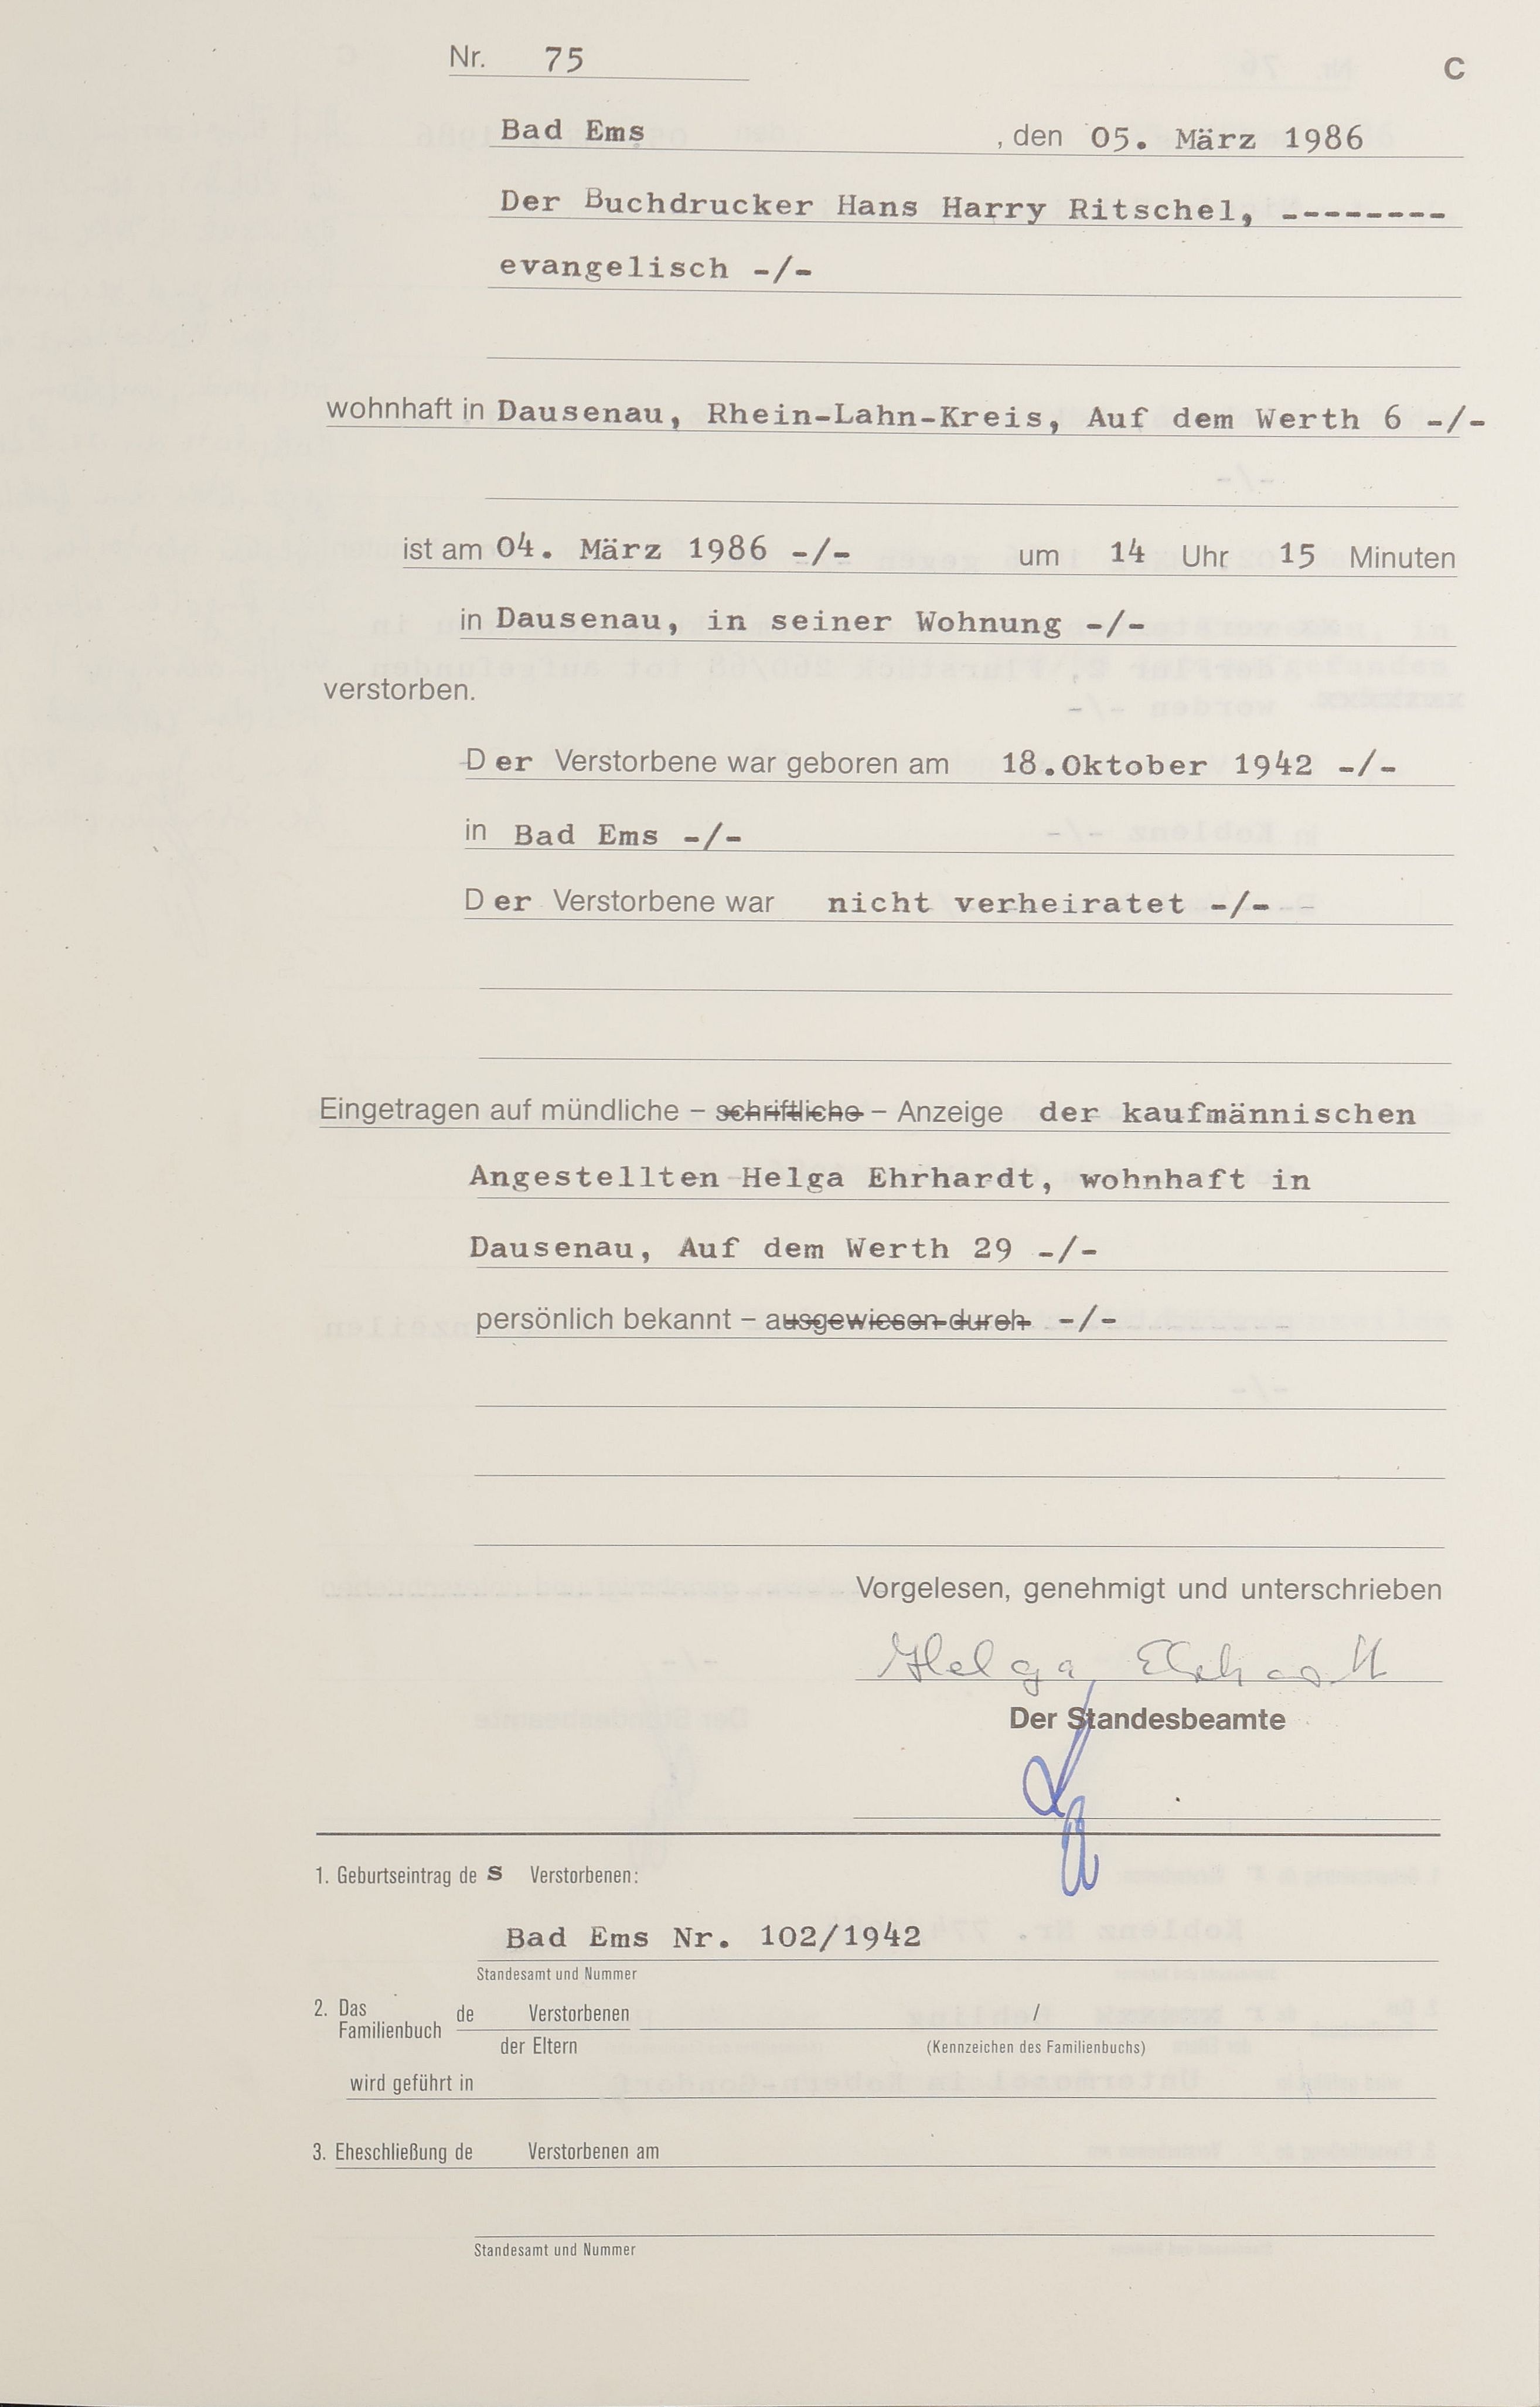 Nr. 75
C
Bad Ems, den 05. März 1986
Der Buchdrucker Hans Harry Ritschel, --------
evangelisch -/-
wohnhaft in Dausenau, Rhein-Lahn-Kreis, Auf dem Werth 6 -/-
ist am 04. März 1986 -/- um 14 Uhr 15 Minuten
in Dausenau, in seiner Wohnung -/-
verstorben.
Der Verstorbene war geboren am 18.Oktober 1942 -/-
in Bad Ems -/-
Der Verstorbene war nicht verheiratet -/-
Eingetragen auf mündliche – schriftliche – Anzeige der kaufmännischen
Angestellten Helga Ehrhardt, wohnhaft in
Dausenau, Auf dem Werth 29 -/-
persönlich bekannt – ausgewiesen durch -/-
Vorgelesen, genehmigt und unterschrieben
Helga Ehrhardt
Der Standesbeamte
1. Geburtseintrag des Verstorbenen:
Bad Ems Nr. 102/1942
Standesamt und Nummer
2. Das Familienbuch de Verstorbenen /
der Eltern (Kennzeichen des Familienbuchs)
wird geführt in
3. Eheschließung de Verstorbenen am
Standesamt und Nummer